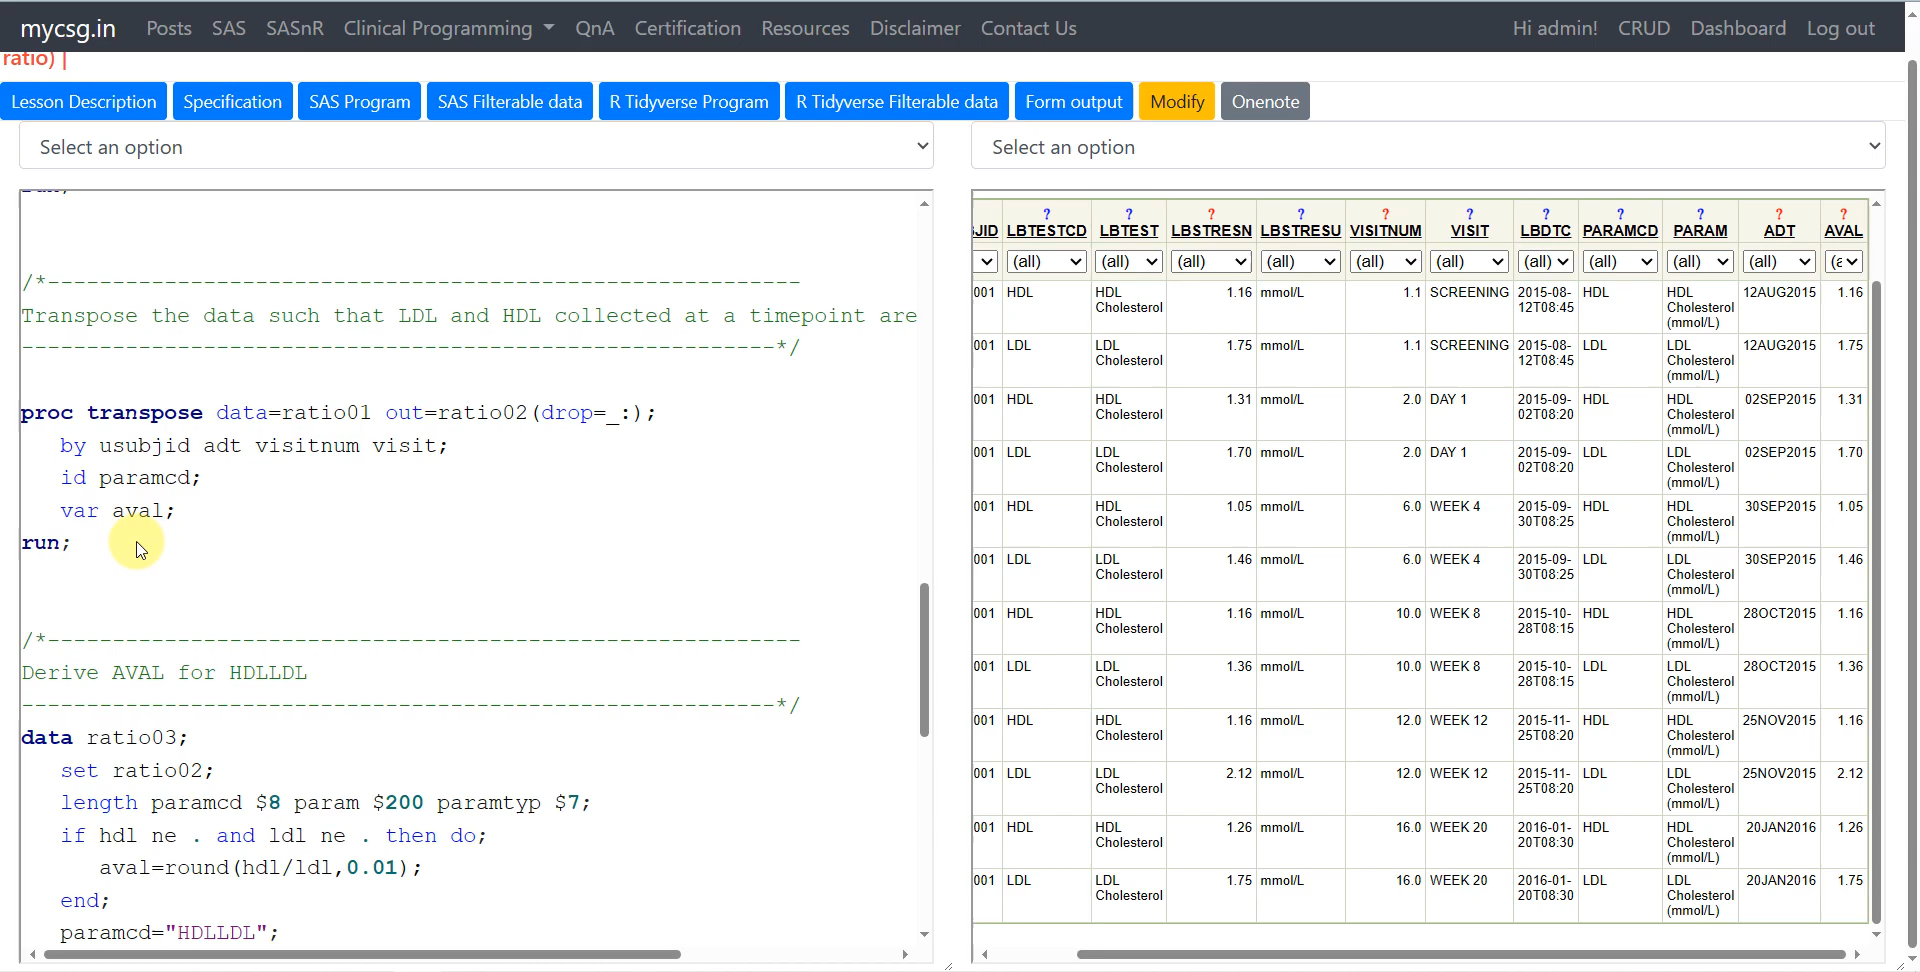 mycsg.in Posts SAS SASnR Clinical Programming QnA Certification Resources Disclaimer Contact Us Hi admin! CRUD Dashboard Log out
ratio) |
Lesson Description Specification SAS Program SAS Filterable data R Tidyverse Program R Tidyverse Filterable data Form output Modify Onenote
Select an option
/*----------------------------------------------------------
Transpose the data such that LDL and HDL collected at a timepoint are
----------------------------------------------------------*/
proc transpose data=ratio01 out=ratio02(drop=_:);
by usubjid adt visitnum visit;
id paramcd;
var aval;
run;
/*----------------------------------------------------------
Derive AVAL for HDLLDL
----------------------------------------------------------*/
data ratio03;
set ratio02;
length paramcd $8 param $200 paramtyp $7;
if hdl ne . and ldl ne . then do;
aval=round(hdl/ldl,0.01);
end;
paramcd="HDLLDL";
Select an option
? ? ? ? ? ? ? ? ? ? ?
JID LBTESTCD LBTEST LBSTRESN LBSTRESU VISITNUM VISIT LBDTC PARAMCD PARAM ADT AVAL
(all) (all) (all) (all) (all) (all) (all) (all) (all) (all) (a
001 HDL HDL 1.16 mmol/L 1.1 SCREENING 2015-08- HDL HDL 12AUG2015 1.16
Cholesterol 12T08:45 Cholesterol
(mmol/L)
001 LDL LDL 1.75 mmol/L 1.1 SCREENING 2015-08- LDL LDL 12AUG2015 1.75
Cholesterol 12T08:45 Cholesterol
(mmol/L)
001 HDL HDL 1.31 mmol/L 2.0 DAY 1 2015-09- HDL HDL 02SEP2015 1.31
Cholesterol 02T08:20 Cholesterol
(mmol/L)
001 LDL LDL 1.70 mmol/L 2.0 DAY 1 2015-09- LDL LDL 02SEP2015 1.70
Cholesterol 02T08:20 Cholesterol
(mmol/L)
001 HDL HDL 1.05 mmol/L 6.0 WEEK 4 2015-09- HDL HDL 30SEP2015 1.05
Cholesterol 30T08:25 Cholesterol
(mmol/L)
001 LDL LDL 1.46 mmol/L 6.0 WEEK 4 2015-09- LDL LDL 30SEP2015 1.46
Cholesterol 30T08:25 Cholesterol
(mmol/L)
001 HDL HDL 1.16 mmol/L 10.0 WEEK 8 2015-10- HDL HDL 28OCT2015 1.16
Cholesterol 28T08:15 Cholesterol
(mmol/L)
001 LDL LDL 1.36 mmol/L 10.0 WEEK 8 2015-10- LDL LDL 28OCT2015 1.36
Cholesterol 28T08:15 Cholesterol
(mmol/L)
001 HDL HDL 1.16 mmol/L 12.0 WEEK 12 2015-11- HDL HDL 25NOV2015 1.16
Cholesterol 25T08:20 Cholesterol
(mmol/L)
001 LDL LDL 2.12 mmol/L 12.0 WEEK 12 2015-11- LDL LDL 25NOV2015 2.12
Cholesterol 25T08:20 Cholesterol
(mmol/L)
001 HDL HDL 1.26 mmol/L 16.0 WEEK 20 2016-01- HDL HDL 20JAN2016 1.26
Cholesterol 20T08:30 Cholesterol
(mmol/L)
001 LDL LDL 1.75 mmol/L 16.0 WEEK 20 2016-01- LDL LDL 20JAN2016 1.75
Cholesterol 20T08:30 Cholesterol
(mmol/L)